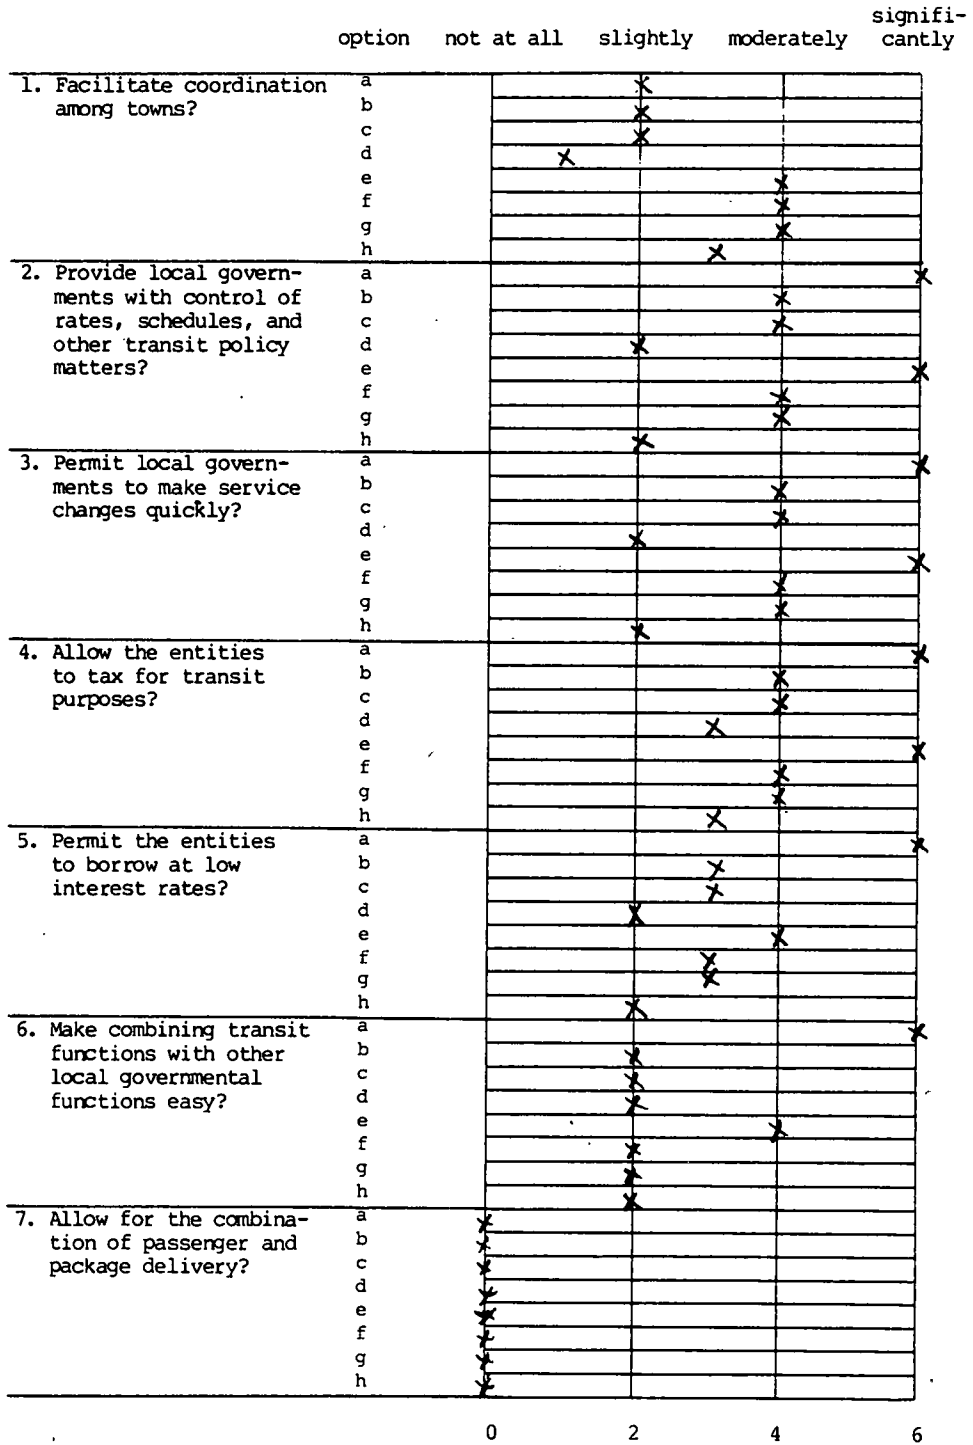 signifi-
option not at all slightly moderately cantly
1. Facilitate coordination a
among towns? b
c
d
e
f
g
h
2. Provide local govern- a
ments with control of b
rates, schedules, and c
other transit policy d
matters? e
f
g
h
3. Permit local govern- a
ments to make service b
changes quickly? c
d
e
f
g
h
4. Allow the entities a
to tax for transit b
purposes? c
d
e
f
g
h
5. Permit the entities a
to borrow at low b
interest rates? c
d
e
f
g
h
6. Make combining transit a
functions with other b
local governmental c
functions easy? d
e
f
g
h
7. Allow for the combina- a
tion of passenger and b
package delivery? c
d
e
f
g
h
0 2 4 6